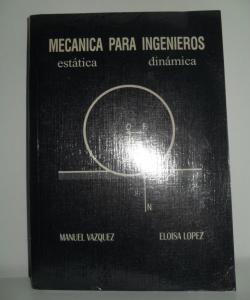 MECANICA PARA INGENIEROS
estática dinámica
N
MANUEL VAZQUEZ ELOISA LOPEZ